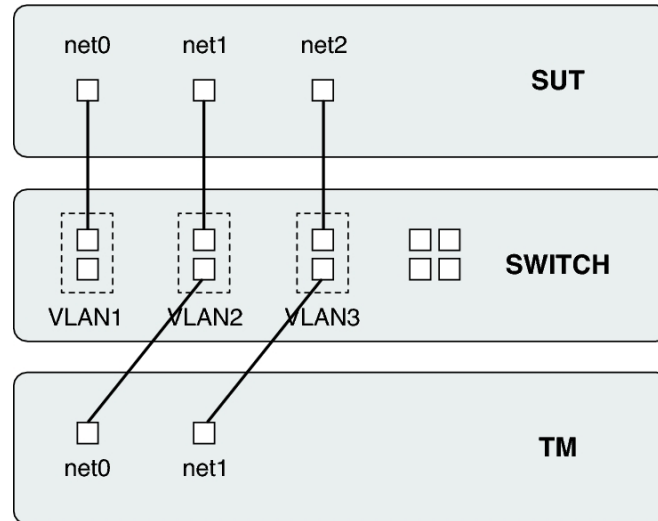 net0 net1 net2
SUT
SWITCH
VLAN1 VLAN2 VLAN3
TM
net0 net1